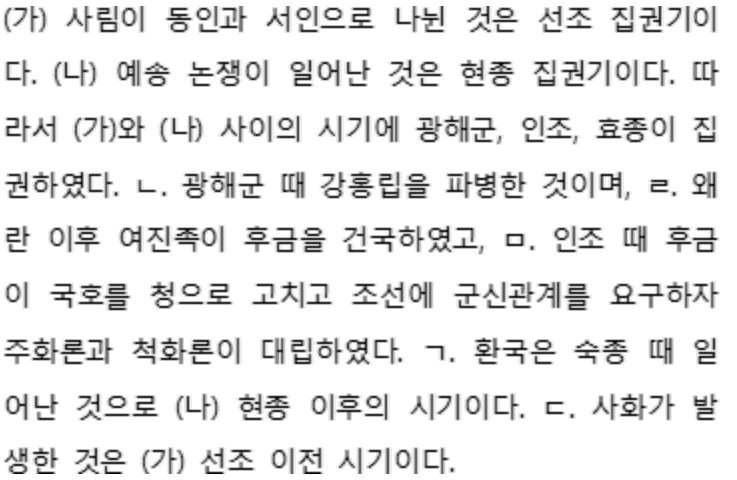 (가) 사림이 동인과 서인으로 나뉜 것은 선조 집권기이
다. (나) 예송 논쟁이 일어난 것은 현종 집권기이다. 따
라서 (가)와 (나) 사이의 시기에 광해군, 인조, 효종이 집
권하였다. ㄴ. 광해군 때 강홍립을 파병한 것이며, ㄹ. 왜
란 이후 여진족이 후금을 건국하였고, ㅁ. 인조 때 후금
이 국호를 청으로 고치고 조선에 군신관계를 요구하자
주화론과 척화론이 대립하였다. ㄱ. 환국은 숙종 때 일
어난 것으로 (나) 현종 이후의 시기이다. ㄷ. 사화가 발
생한 것은 (가) 선조 이전 시기이다.